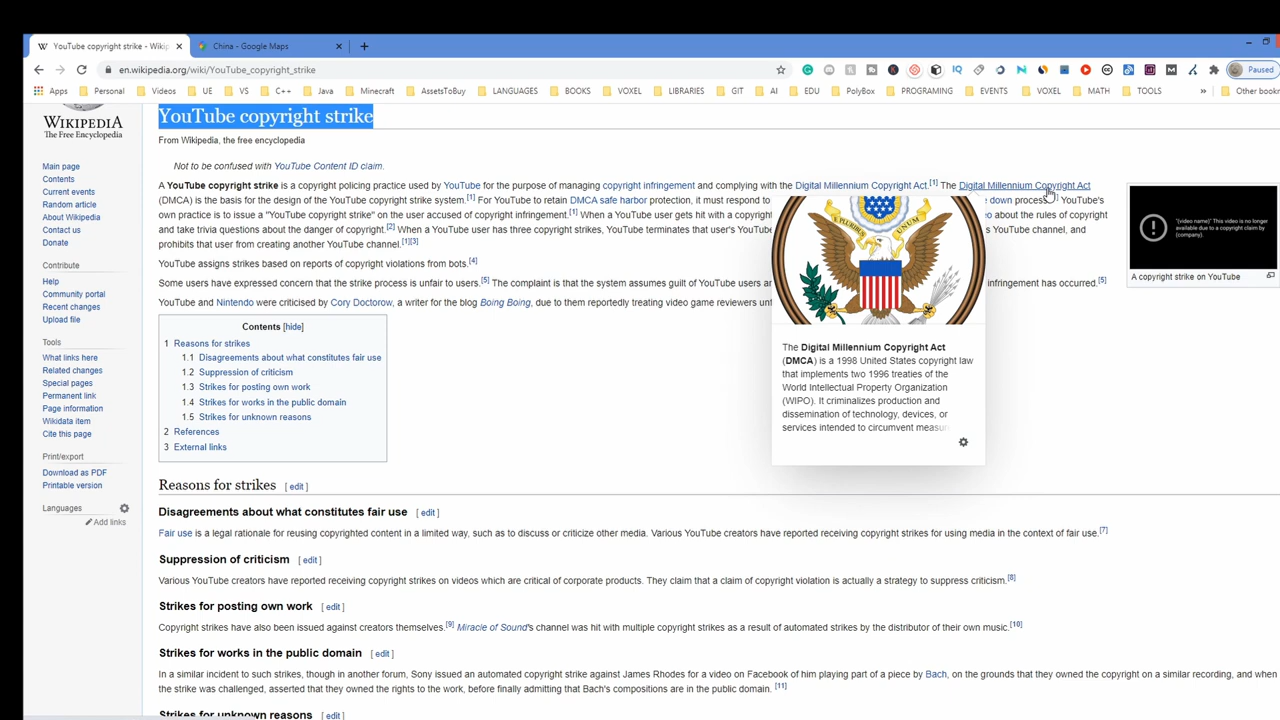 YouTube copyright strike - Wikip
China - Google Maps
Paused
en.wikipedia.org/wiki/YouTube_copyright_strike
Apps Personal Videos UE VS C++ Java Minecraft AssetsToBuy LANGUAGES BOOKS VOXEL LIBRARIES GIT AI EDU PolyBox PROGRAMING EVENTS VOXEL MATH TOOLS » Other bookm
WIKIPEDIA
The Free Encyclopedia
Main page
Contents
Current events
Random article
About Wikipedia
Contact us
Donate
Contribute
Help
Community portal
Recent changes
Upload file
Tools
What links here
Related changes
Special pages
Permanent link
Page information
Wikidata item
Cite this page
Print/export
Download as PDF
Printable version
Languages
Add links
YouTube copyright strike
From Wikipedia, the free encyclopedia
Not to be confused with YouTube Content ID claim.
A YouTube copyright strike is a copyright policing practice used by YouTube for the purpose of managing copyright infringement and complying with the Digital Millennium Copyright Act.[1] The Digital Millennium Copyright Act
(DMCA) is the basis for the design of the YouTube copyright strike system.[1] For YouTube to retain DMCA safe harbor protection, it must respond to down process. YouTube's
own practice is to issue a "YouTube copyright strike" on the user accused of copyright infringement.[1] When a YouTube user gets hit with a copyright about the rules of copyright
and take trivia questions about the danger of copyright.[2] When a YouTube user has three copyright strikes, YouTube terminates that user's YouTube channel, and
prohibits that user from creating another YouTube channel.[1][3]
YouTube assigns strikes based on reports of copyright violations from bots.[4]
Some users have expressed concern that the strike process is unfair to users.[5] The complaint is that the system assumes guilt of YouTube users an infringement has occurred.[5]
YouTube and Nintendo were criticised by Cory Doctorow, a writer for the blog Boing Boing, due to them reportedly treating video game reviewers unf
Contents [hide]
1 Reasons for strikes
1.1 Disagreements about what constitutes fair use
1.2 Suppression of criticism
1.3 Strikes for posting own work
1.4 Strikes for works in the public domain
1.5 Strikes for unknown reasons
2 References
3 External links
E PLURIBUS UNUM
The Digital Millennium Copyright Act
(DMCA) is a 1998 United States copyright law
that implements two 1996 treaties of the
World Intellectual Property Organization
(WIPO). It criminalizes production and
dissemination of technology, devices, or
services intended to circumvent measu
"{video name}" This video is no longer
available due to a copyright claim by
{company}.
A copyright strike on YouTube
Reasons for strikes [ edit ]
Disagreements about what constitutes fair use [ edit ]
Fair use is a legal rationale for reusing copyrighted content in a limited way, such as to discuss or criticize other media. Various YouTube creators have reported receiving copyright strikes for using media in the context of fair use.[7]
Suppression of criticism [ edit ]
Various YouTube creators have reported receiving copyright strikes on videos which are critical of corporate products. They claim that a claim of copyright violation is actually a strategy to suppress criticism.[8]
Strikes for posting own work [ edit ]
Copyright strikes have also been issued against creators themselves.[9] Miracle of Sound's channel was hit with multiple copyright strikes as a result of automated strikes by the distributor of their own music.[10]
Strikes for works in the public domain [ edit ]
In a similar incident to such strikes, though in another forum, Sony issued an automated copyright strike against James Rhodes for a video on Facebook of him playing part of a piece by Bach, on the grounds that they owned the copyright on a similar recording, and when
the strike was challenged, asserted that they owned the rights to the work, before finally admitting that Bach's compositions are in the public domain. [11]
Strikes for unknown reasons [ edit ]